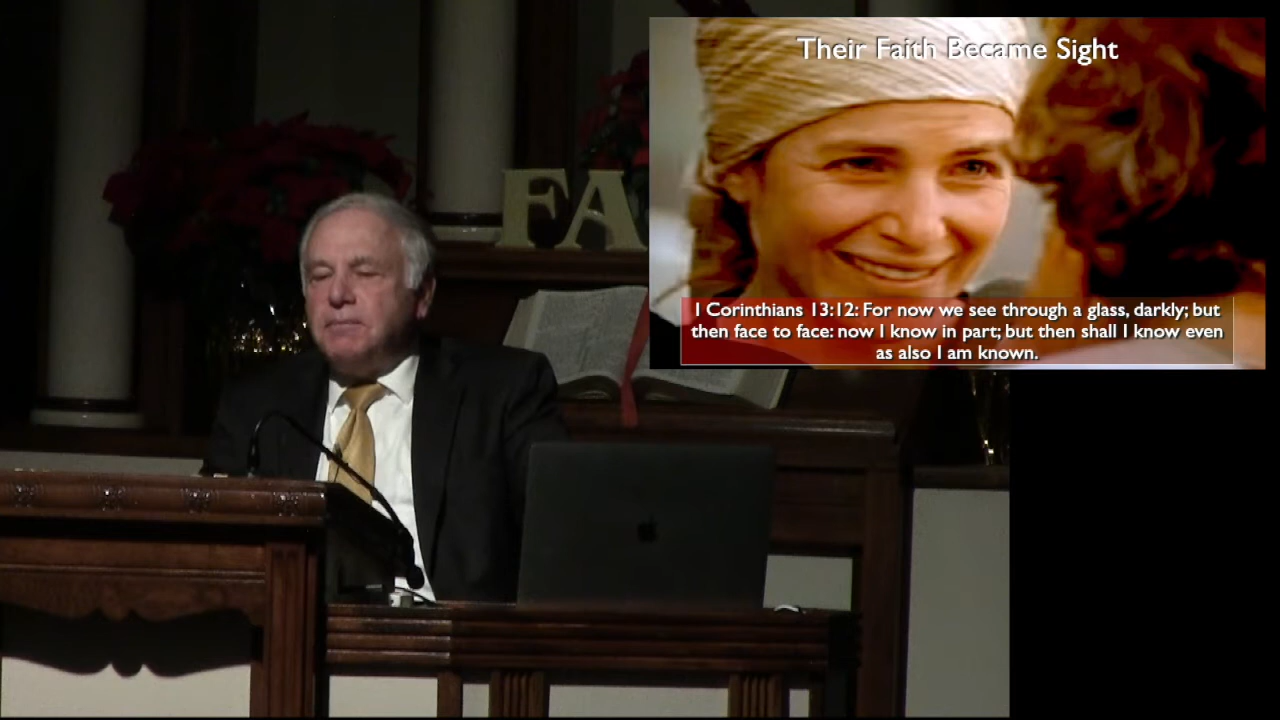 Their Faith Became Sight
FA
1 Corinthians 13:12: For now we see through a glass, darkly; but
then face to face: now I know in part; but then shall I know even
as also I am known.